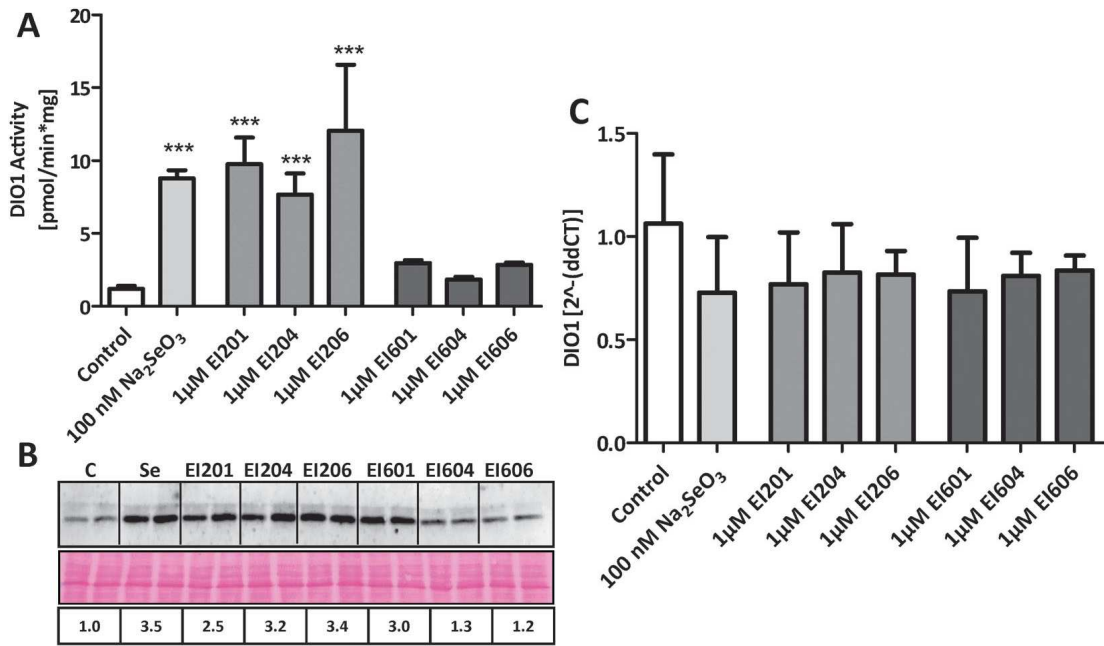 A
DIO1 Activity
[pmol/min*mg]
20
15
10
5
0
***
***
***
***
Control
100 nM Na₂SeO₃
1µM EI201
1µM EI204
1µM EI206
1µM EI601
1µM EI604
1µM EI606
B
C Se EI201 EI204 EI206 EI601 EI604 EI606
1.0 3.5 2.5 3.2 3.4 3.0 1.3 1.2
C
DIO1 [2^-(ddCT)]
1.5
1.0
0.5
0.0
Control
100 nM Na₂SeO₃
1µM EI201
1µM EI204
1µM EI206
1µM EI601
1µM EI604
1µM EI606